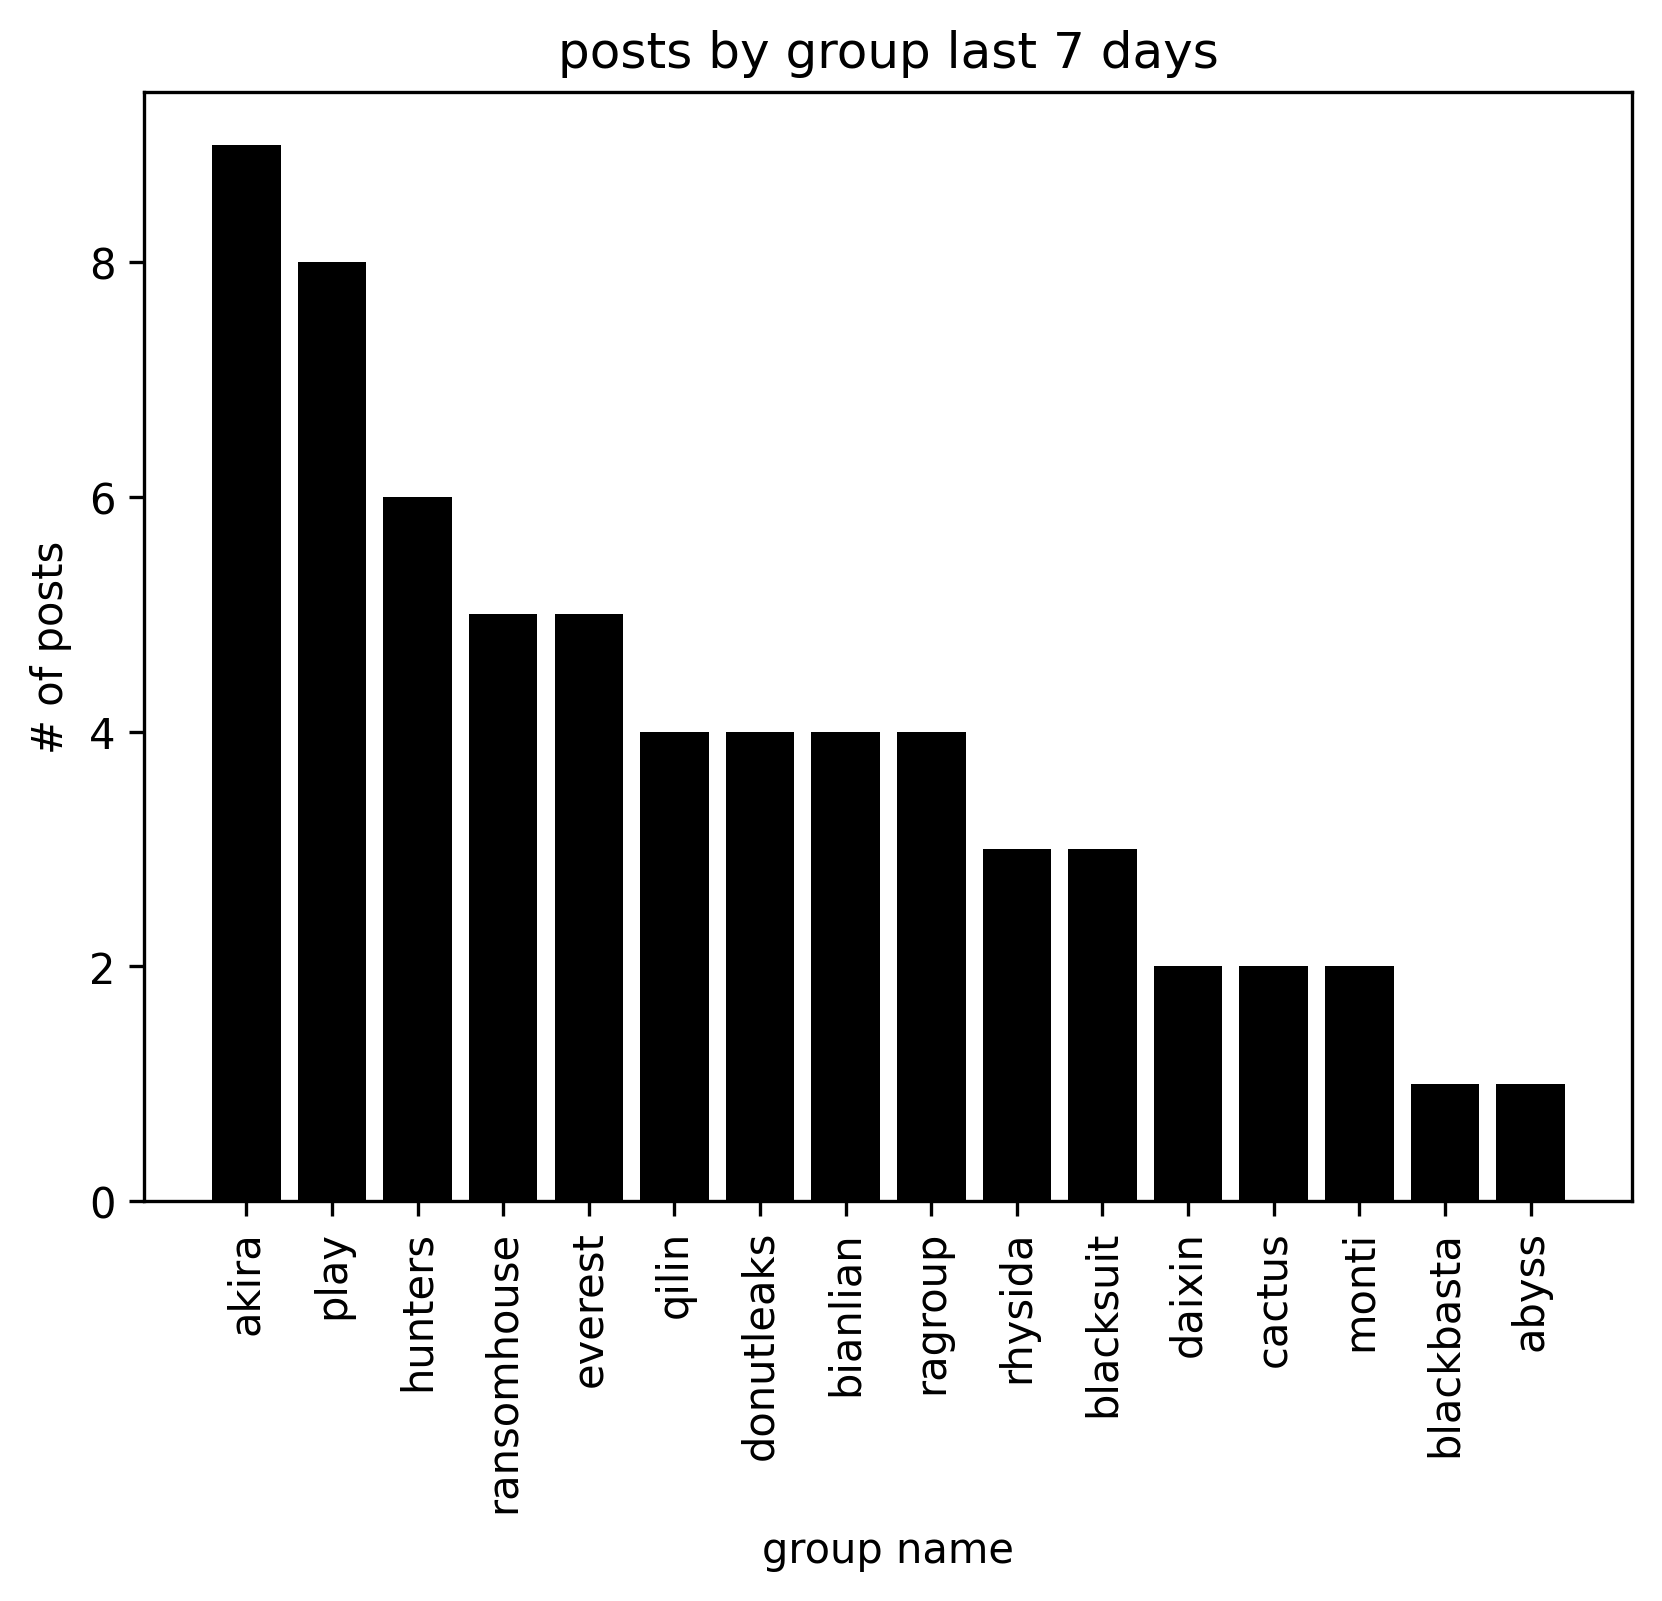 posts by group last 7 days
# of posts
8
6
4
2
0
akira
play
hunters
ransomhouse
everest
qilin
donutleaks
bianlian
ragroup
rhysida
blacksuit
daixin
cactus
monti
blackbasta
abyss
group name